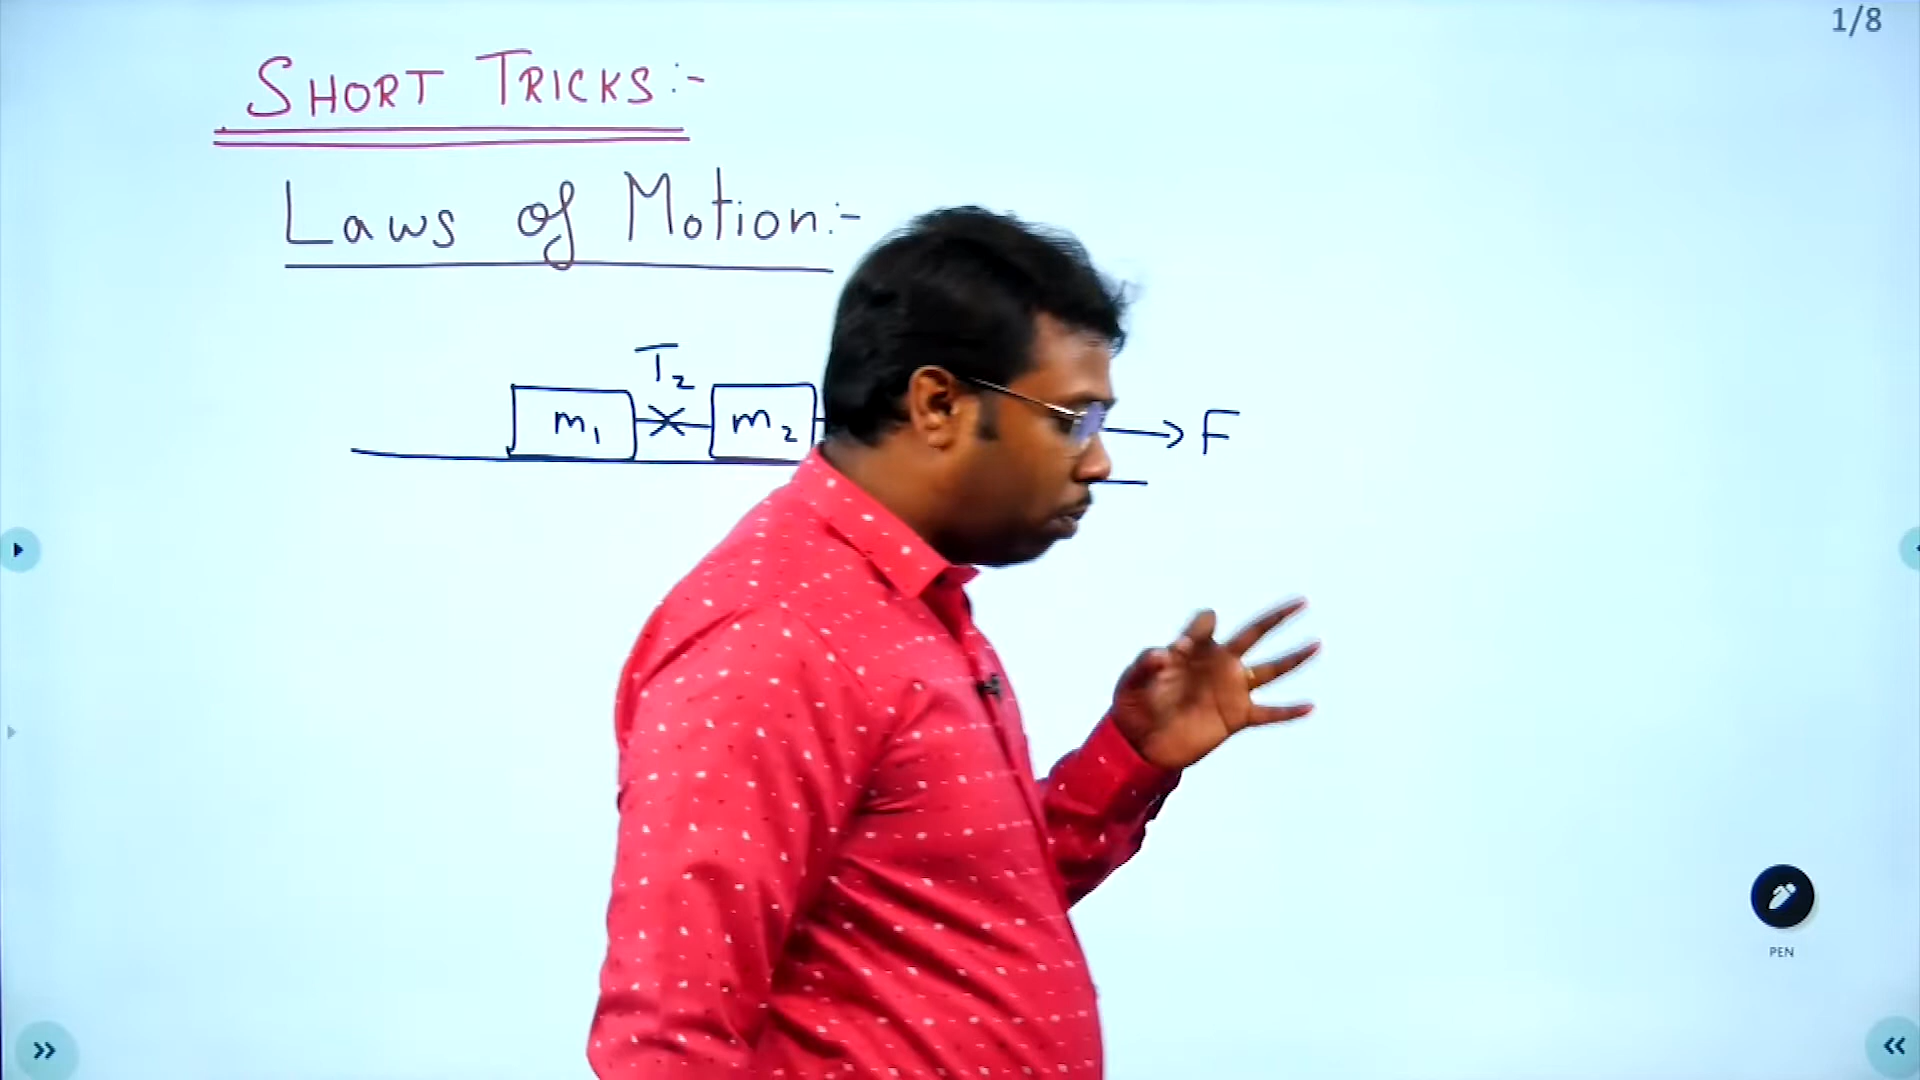 1/8
SHORT TRICKS:-
Laws of Motion:-
T₂
m₁ m₂ F
PEN